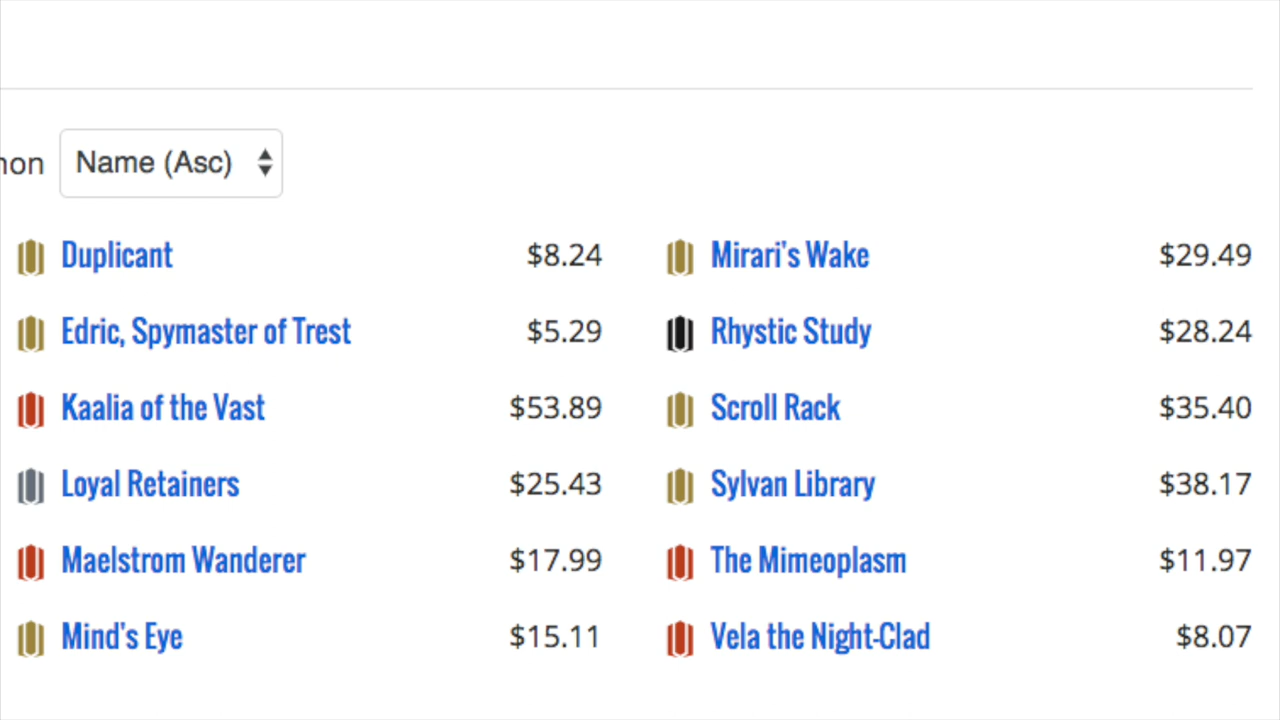 Name (Asc)
Duplicant $8.24
Edric, Spymaster of Trest $5.29
Kaalia of the Vast $53.89
Loyal Retainers $25.43
Maelstrom Wanderer $17.99
Mind's Eye $15.11
Mirari's Wake $29.49
Rhystic Study $28.24
Scroll Rack $35.40
Sylvan Library $38.17
The Mimeoplasm $11.97
Vela the Night-Clad $8.07